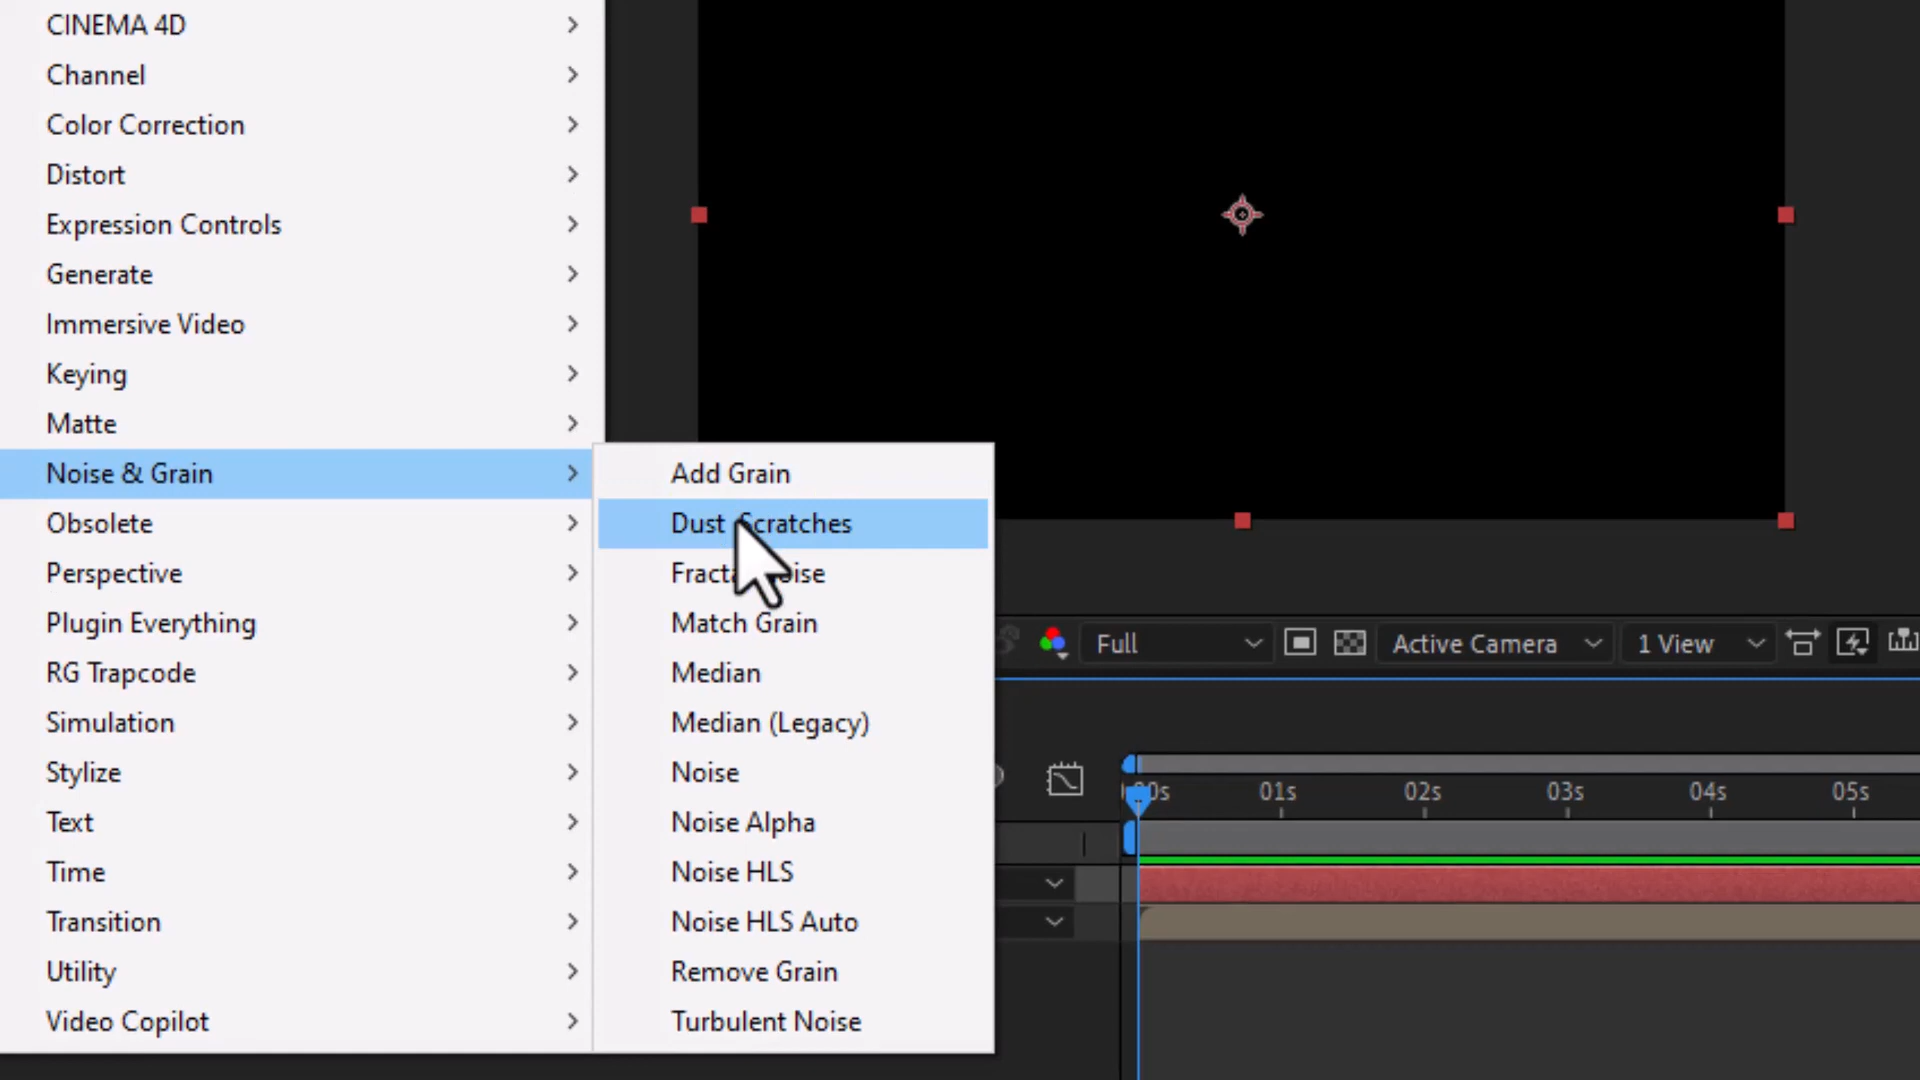 CINEMA 4D
Channel
Color Correction
Distort
Expression Controls
Generate
Immersive Video
Keying
Matte
Noise & Grain
Obsolete
Perspective
Plugin Everything
RG Trapcode
Simulation
Stylize
Text
Time
Transition
Utility
Video Copilot
Add Grain
Dust Scratches
Fractal Noise
Match Grain
Median
Median (Legacy)
Noise
Noise Alpha
Noise HLS
Noise HLS Auto
Remove Grain
Turbulent Noise
Full Active Camera 1 View
00s 01s 02s 03s 04s 05s